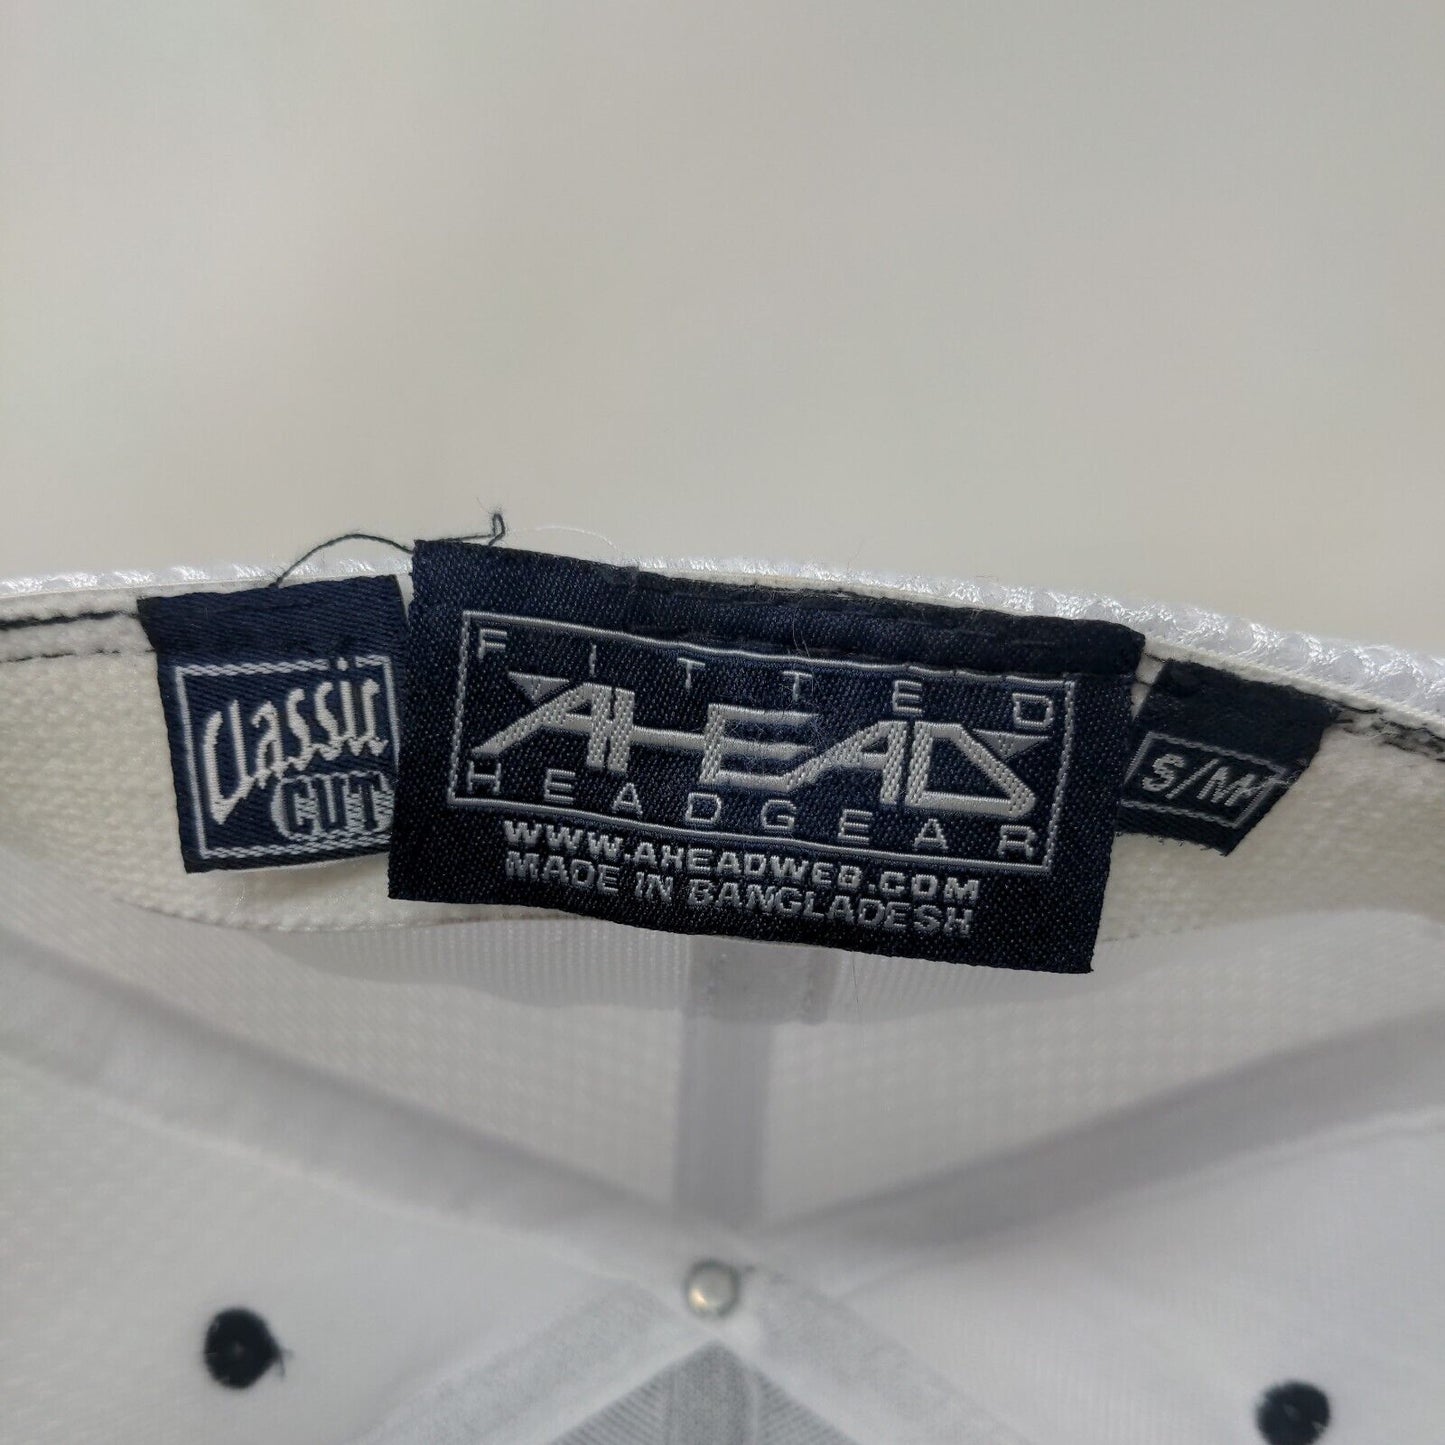 Classic
CUT
FITTED
AHEAD
HEADGEAR
WWW.AHEADWEB.COM
MADE IN BANGLADESH
S/M